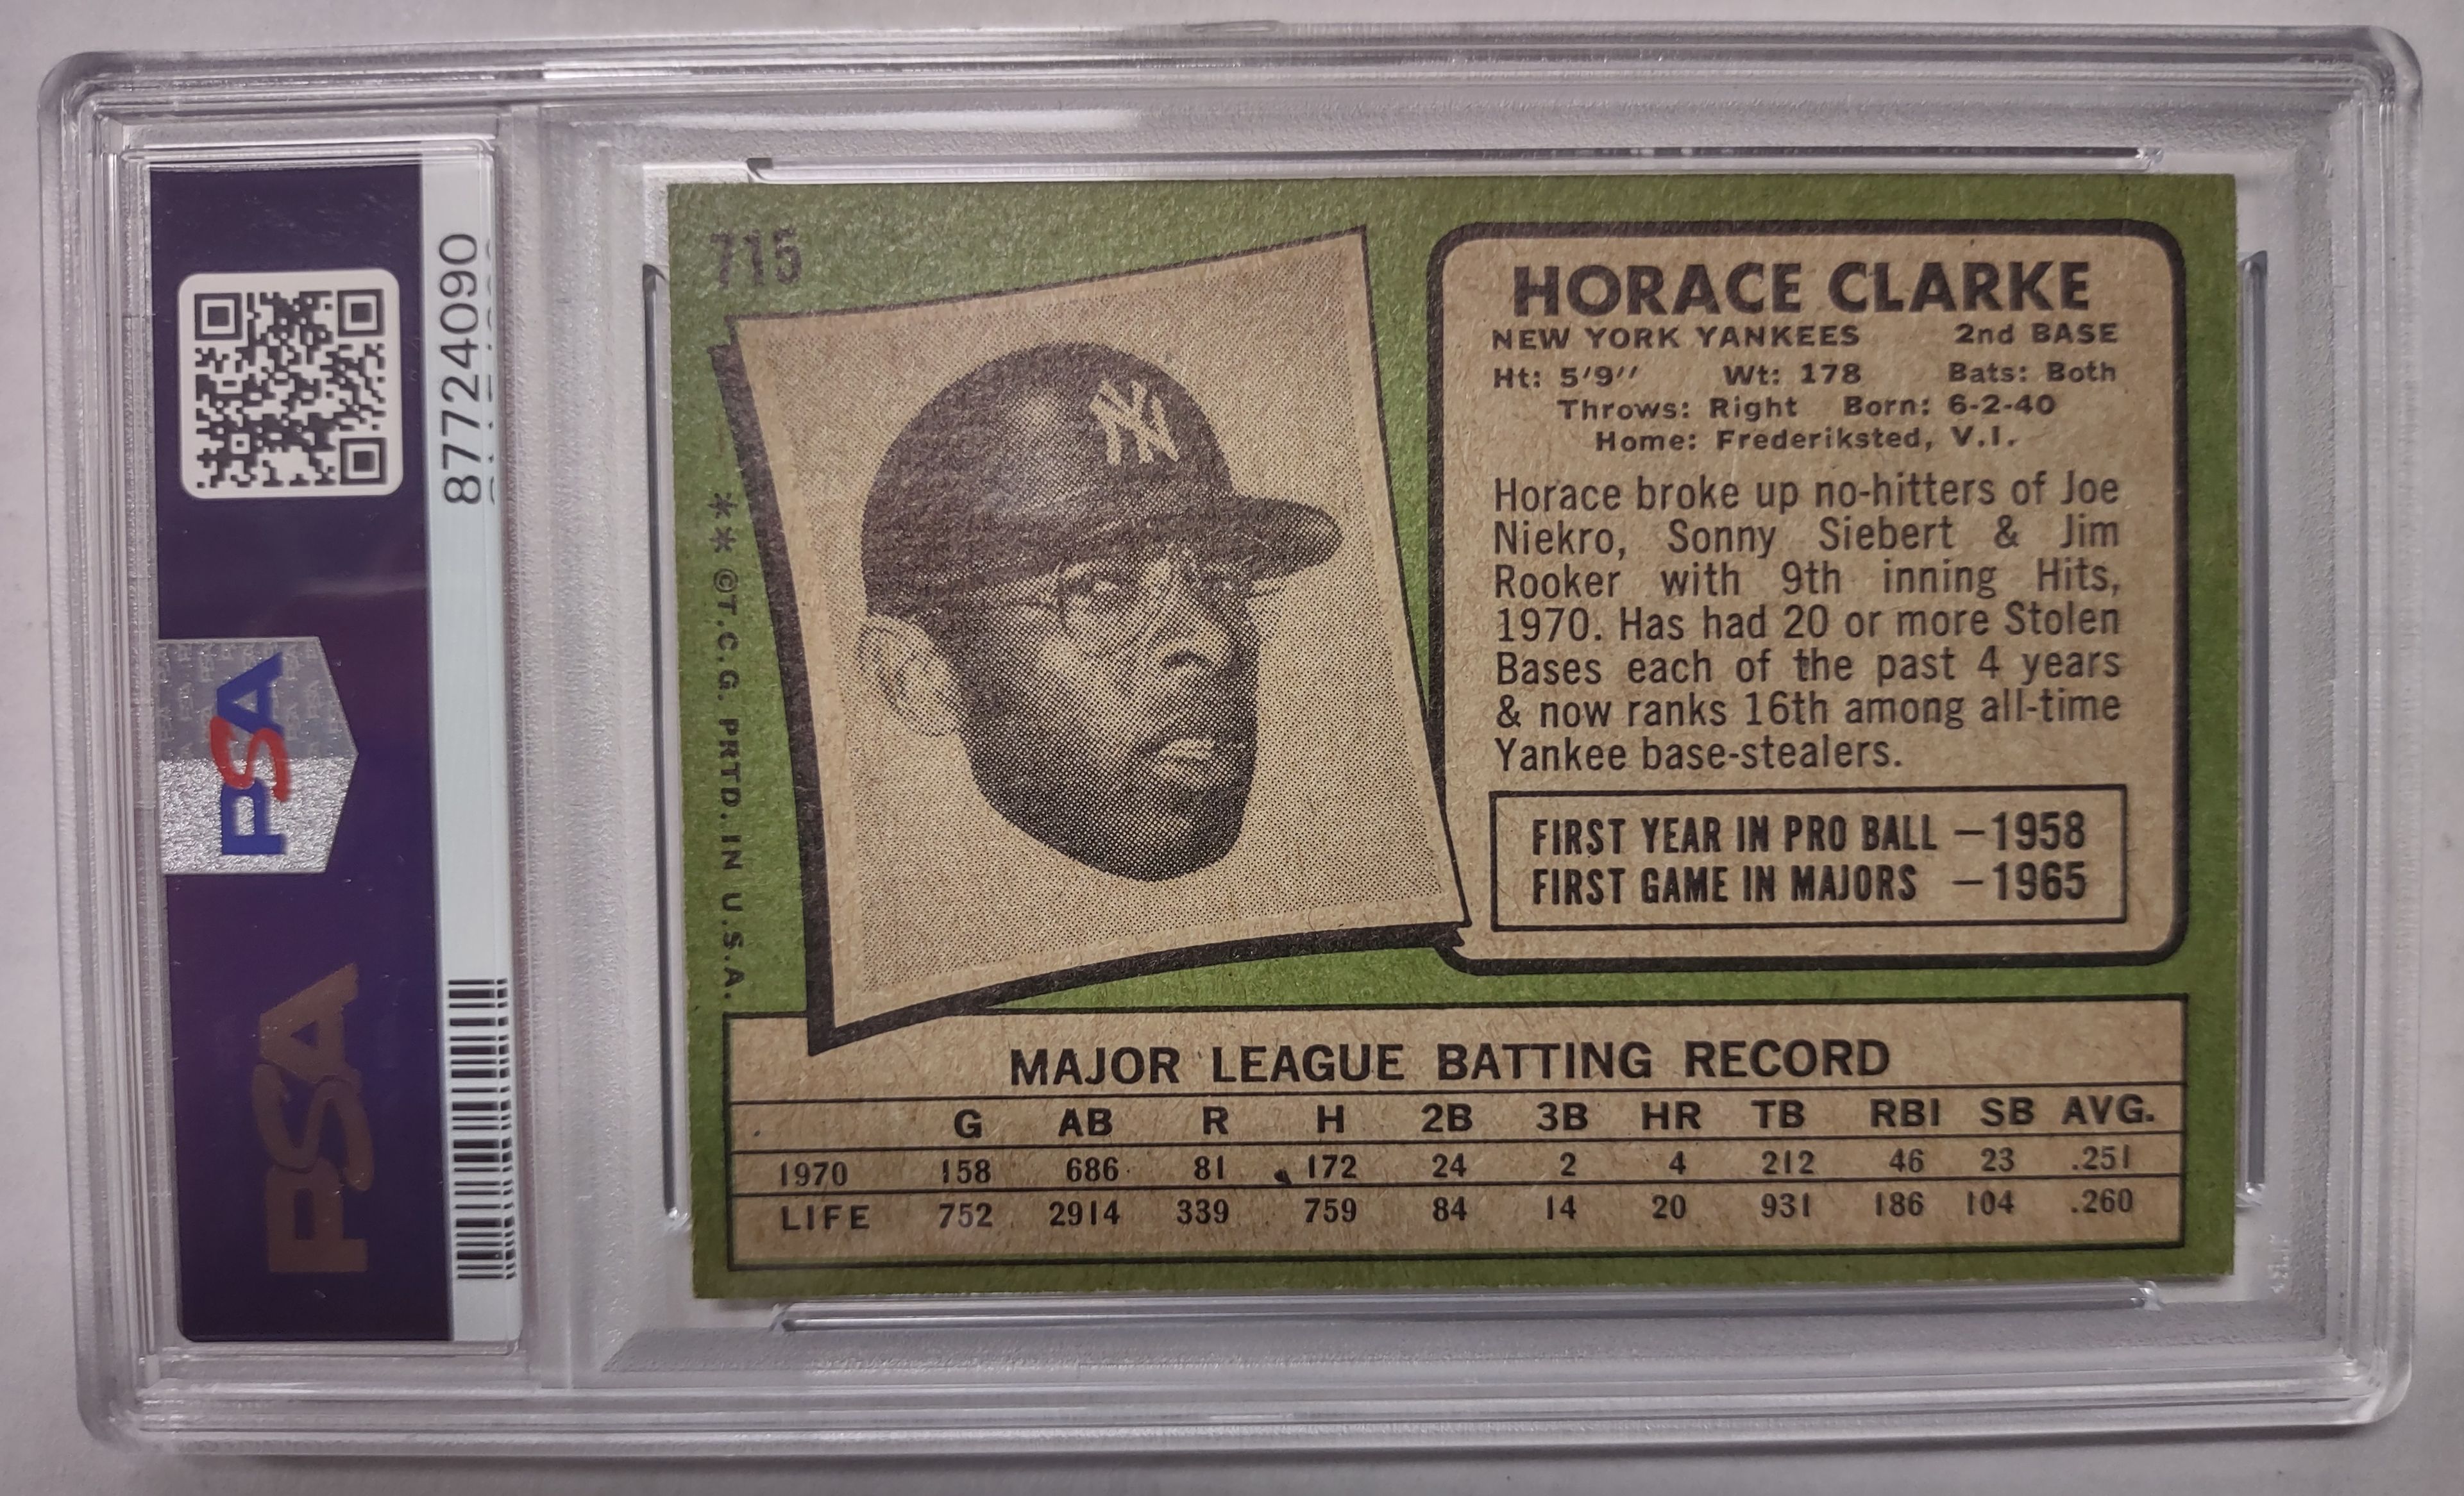 87724090
PSA
PSA
715
NY
** ©T.C.G. PRTD. IN U.S.A.
HORACE CLARKE
NEW YORK YANKEES 2nd BASE
Ht: 5'9'' Wt: 178 Bats: Both
Throws: Right Born: 6-2-40
Home: Frederiksted, V.I.
Horace broke up no-hitters of Joe
Niekro, Sonny Siebert & Jim
Rooker with 9th inning Hits,
1970. Has had 20 or more Stolen
Bases each of the past 4 years
& now ranks 16th among all-time
Yankee base-stealers.
FIRST YEAR IN PRO BALL —1958
FIRST GAME IN MAJORS —1965
MAJOR LEAGUE BATTING RECORD
G AB R H 2B 3B HR TB RBI SB AVG.
1970 158 686 81 172 24 2 4 212 46 23 .251
LIFE 752 2914 339 759 84 14 20 931 186 104 .260